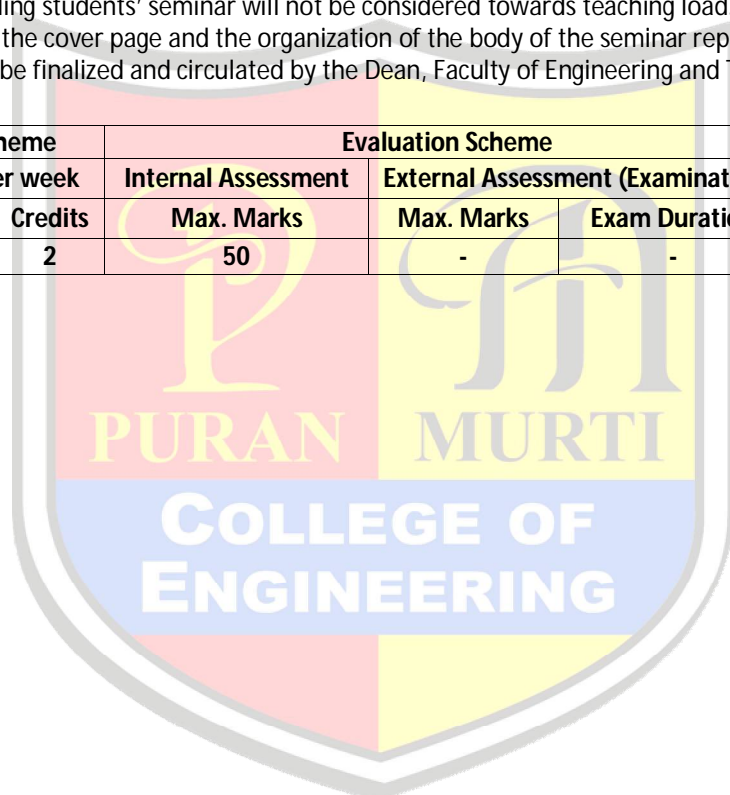 ling students' seminar will not be considered towards teaching load.
the cover page and the organization of the body of the seminar rep
be finalized and circulated by the Dean, Faculty of Engineering and T
heme Evaluation Scheme
er week Internal Assessment External Assessment (Examinat
Credits Max. Marks Max. Marks Exam Duratio
2 50 - -
PURAN MURTI
COLLEGE OF
ENGINEERING